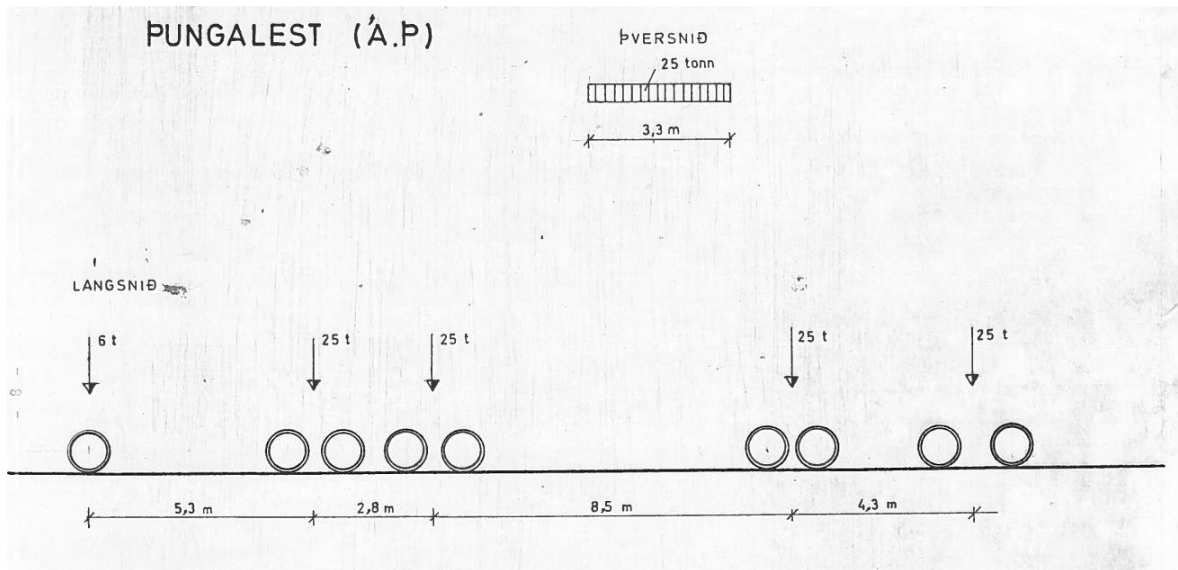 ÞUNGALEST (Á.Þ)
ÞVERSNIÐ
25 tonn
3,3 m
LANGSNIÐ
6 t
25 t
25 t
25 t
25 t
- 8 -
5,3 m
2,8 m
8,5 m
4,3 m